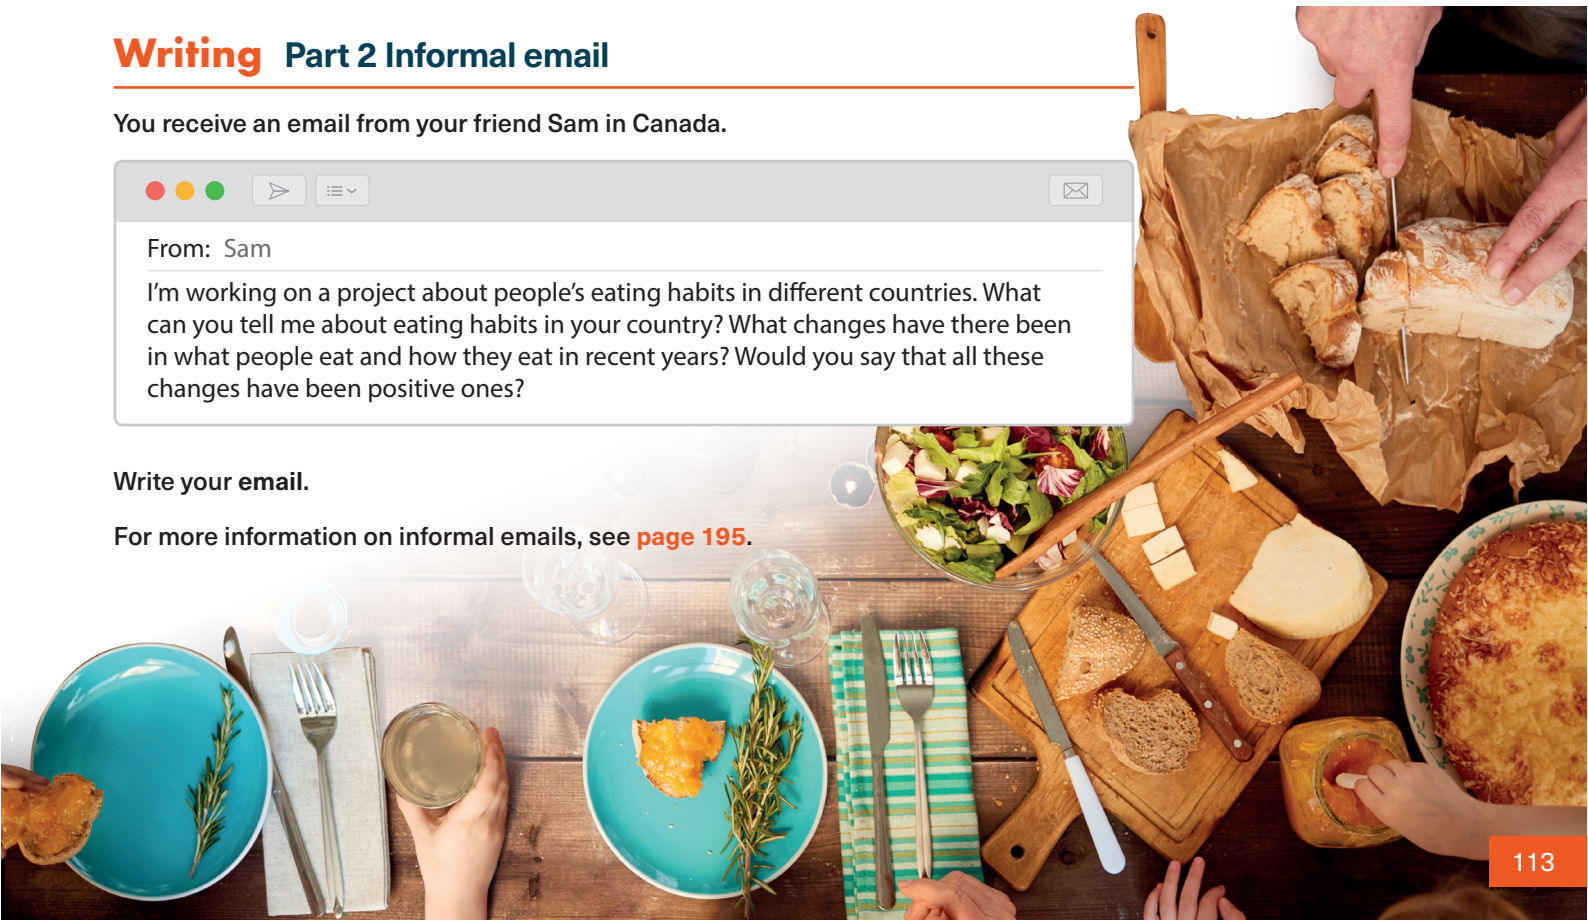 Writing Part 2 Informal email
You receive an email from your friend Sam in Canada.
From: Sam
I'm working on a project about people's eating habits in different countries. What
can you tell me about eating habits in your country? What changes have there been
in what people eat and how they eat in recent years? Would you say that all these
changes have been positive ones?
Write your email.
For more information on informal emails, see page 195.
113